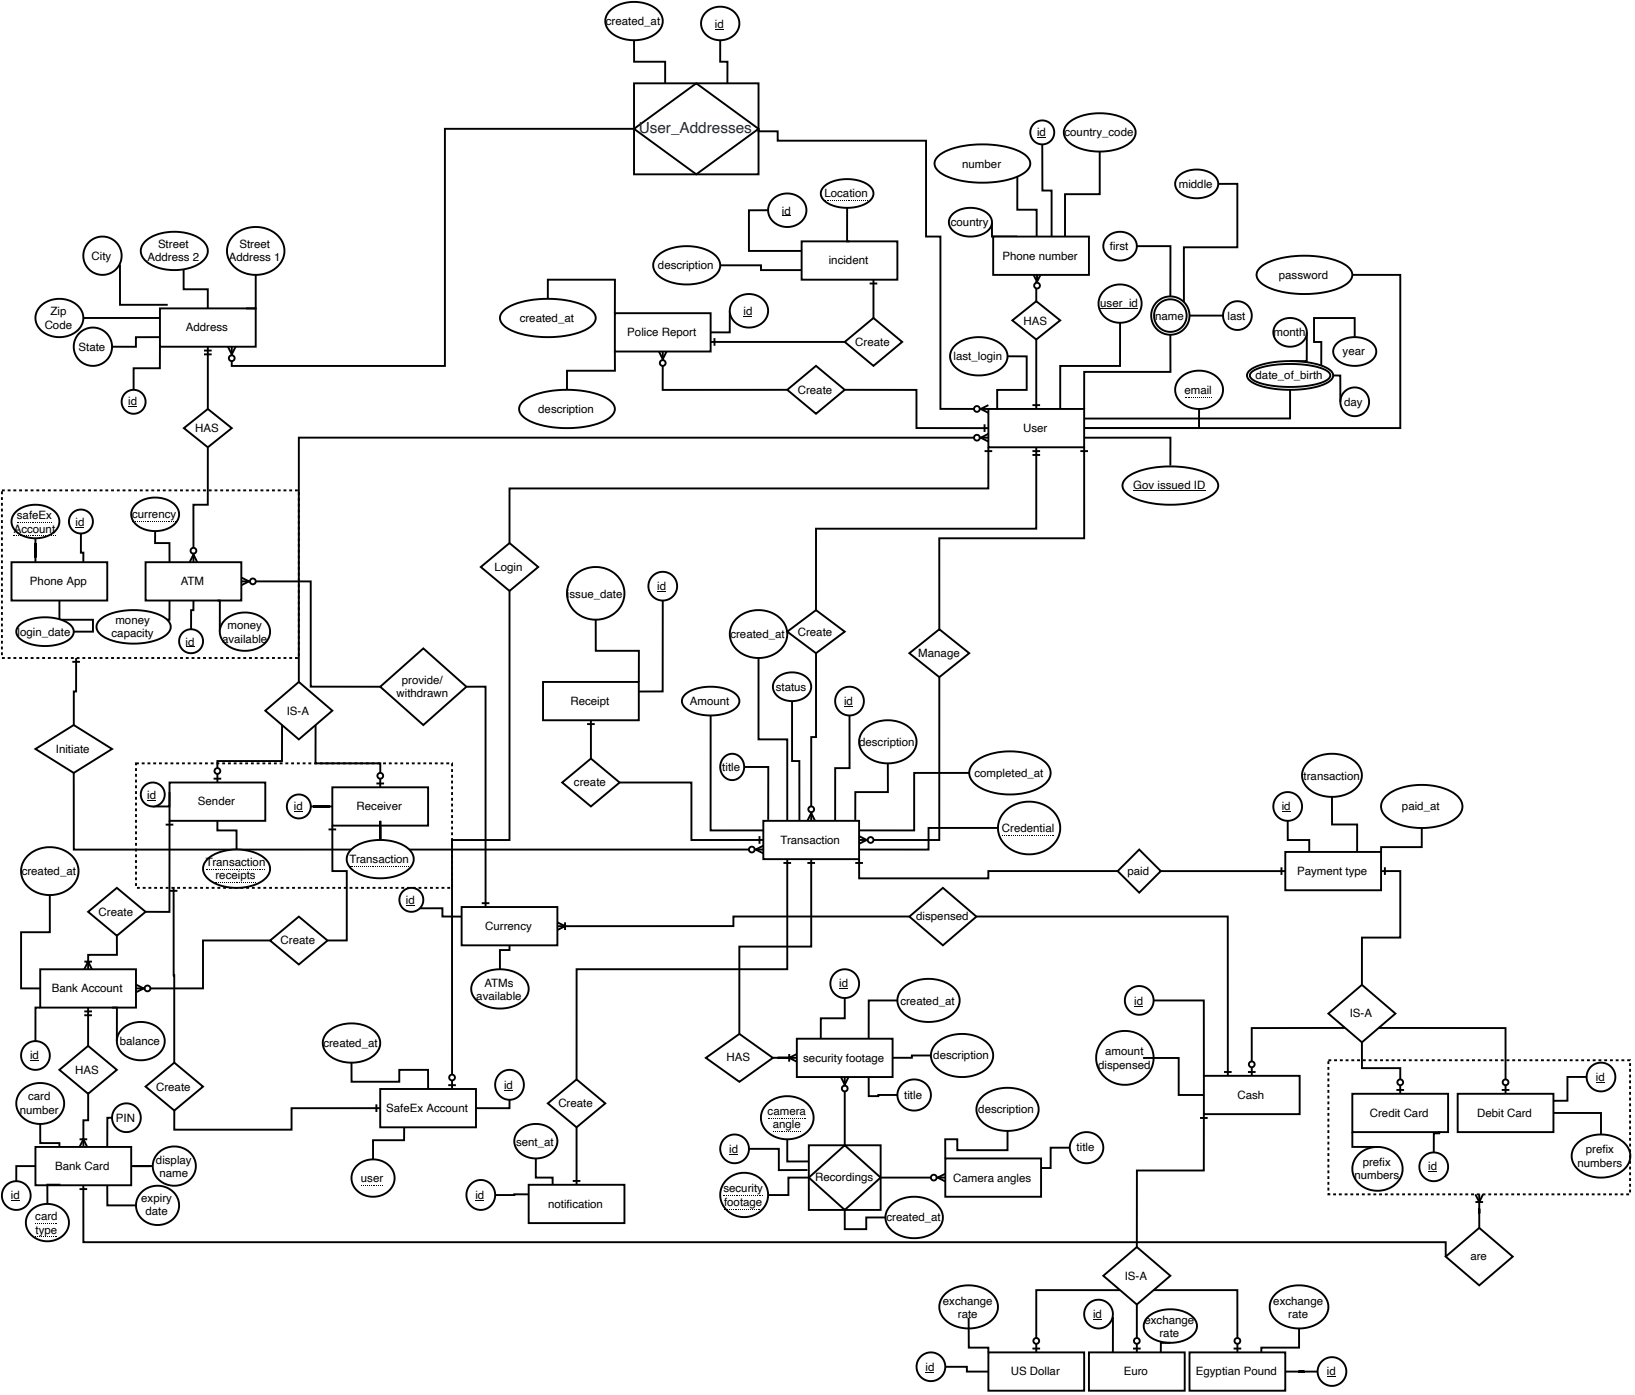 created_at
id
User_Addresses
id
country_code
number
middle
id
Location
country
Phone number
first
City
Street
Address 2
Street
Address 1
description
incident
password
Zip
Code
State
Address
created_at
Police Report
id
Create
HAS
user_id
name
last
month
year
last_login
date_of_birth
day
id
description
Create
email
HAS
User
Gov issued ID
safeEx
Account
id
currency
Phone App
ATM
Login
login_date
money
capacity
id
money
available
ssue_date
id
created_at
Create
Manage
provide/
withdrawn
IS-A
Receipt
Amount
status
id
description
Initiate
title
create
completed_at
transaction
id
Sender
id
Receiver
id
paid_at
Transaction
Credential
Transaction
receipts
Transaction
created_at
paid
Payment type
id
Create
Currency
dispensed
Create
Bank Account
ATMs
available
id
created_at
id
IS-A
id
balance
created_at
HAS
security footage
description
amount
dispensed
HAS
Create
id
title
Cash
id
card
number
PIN
SafeEx Account
Create
camera
angle
description
Credit Card
Debit Card
sent_at
id
title
prefix
numbers
prefix
numbers
id
Bank Card
display
name
user
Recordings
Camera angles
id
card
type
expiry
date
id
notification
security
footage
created_at
are
IS-A
exchange
rate
id
exchange
rate
exchange
rate
id
US Dollar
Euro
Egyptian Pound
id